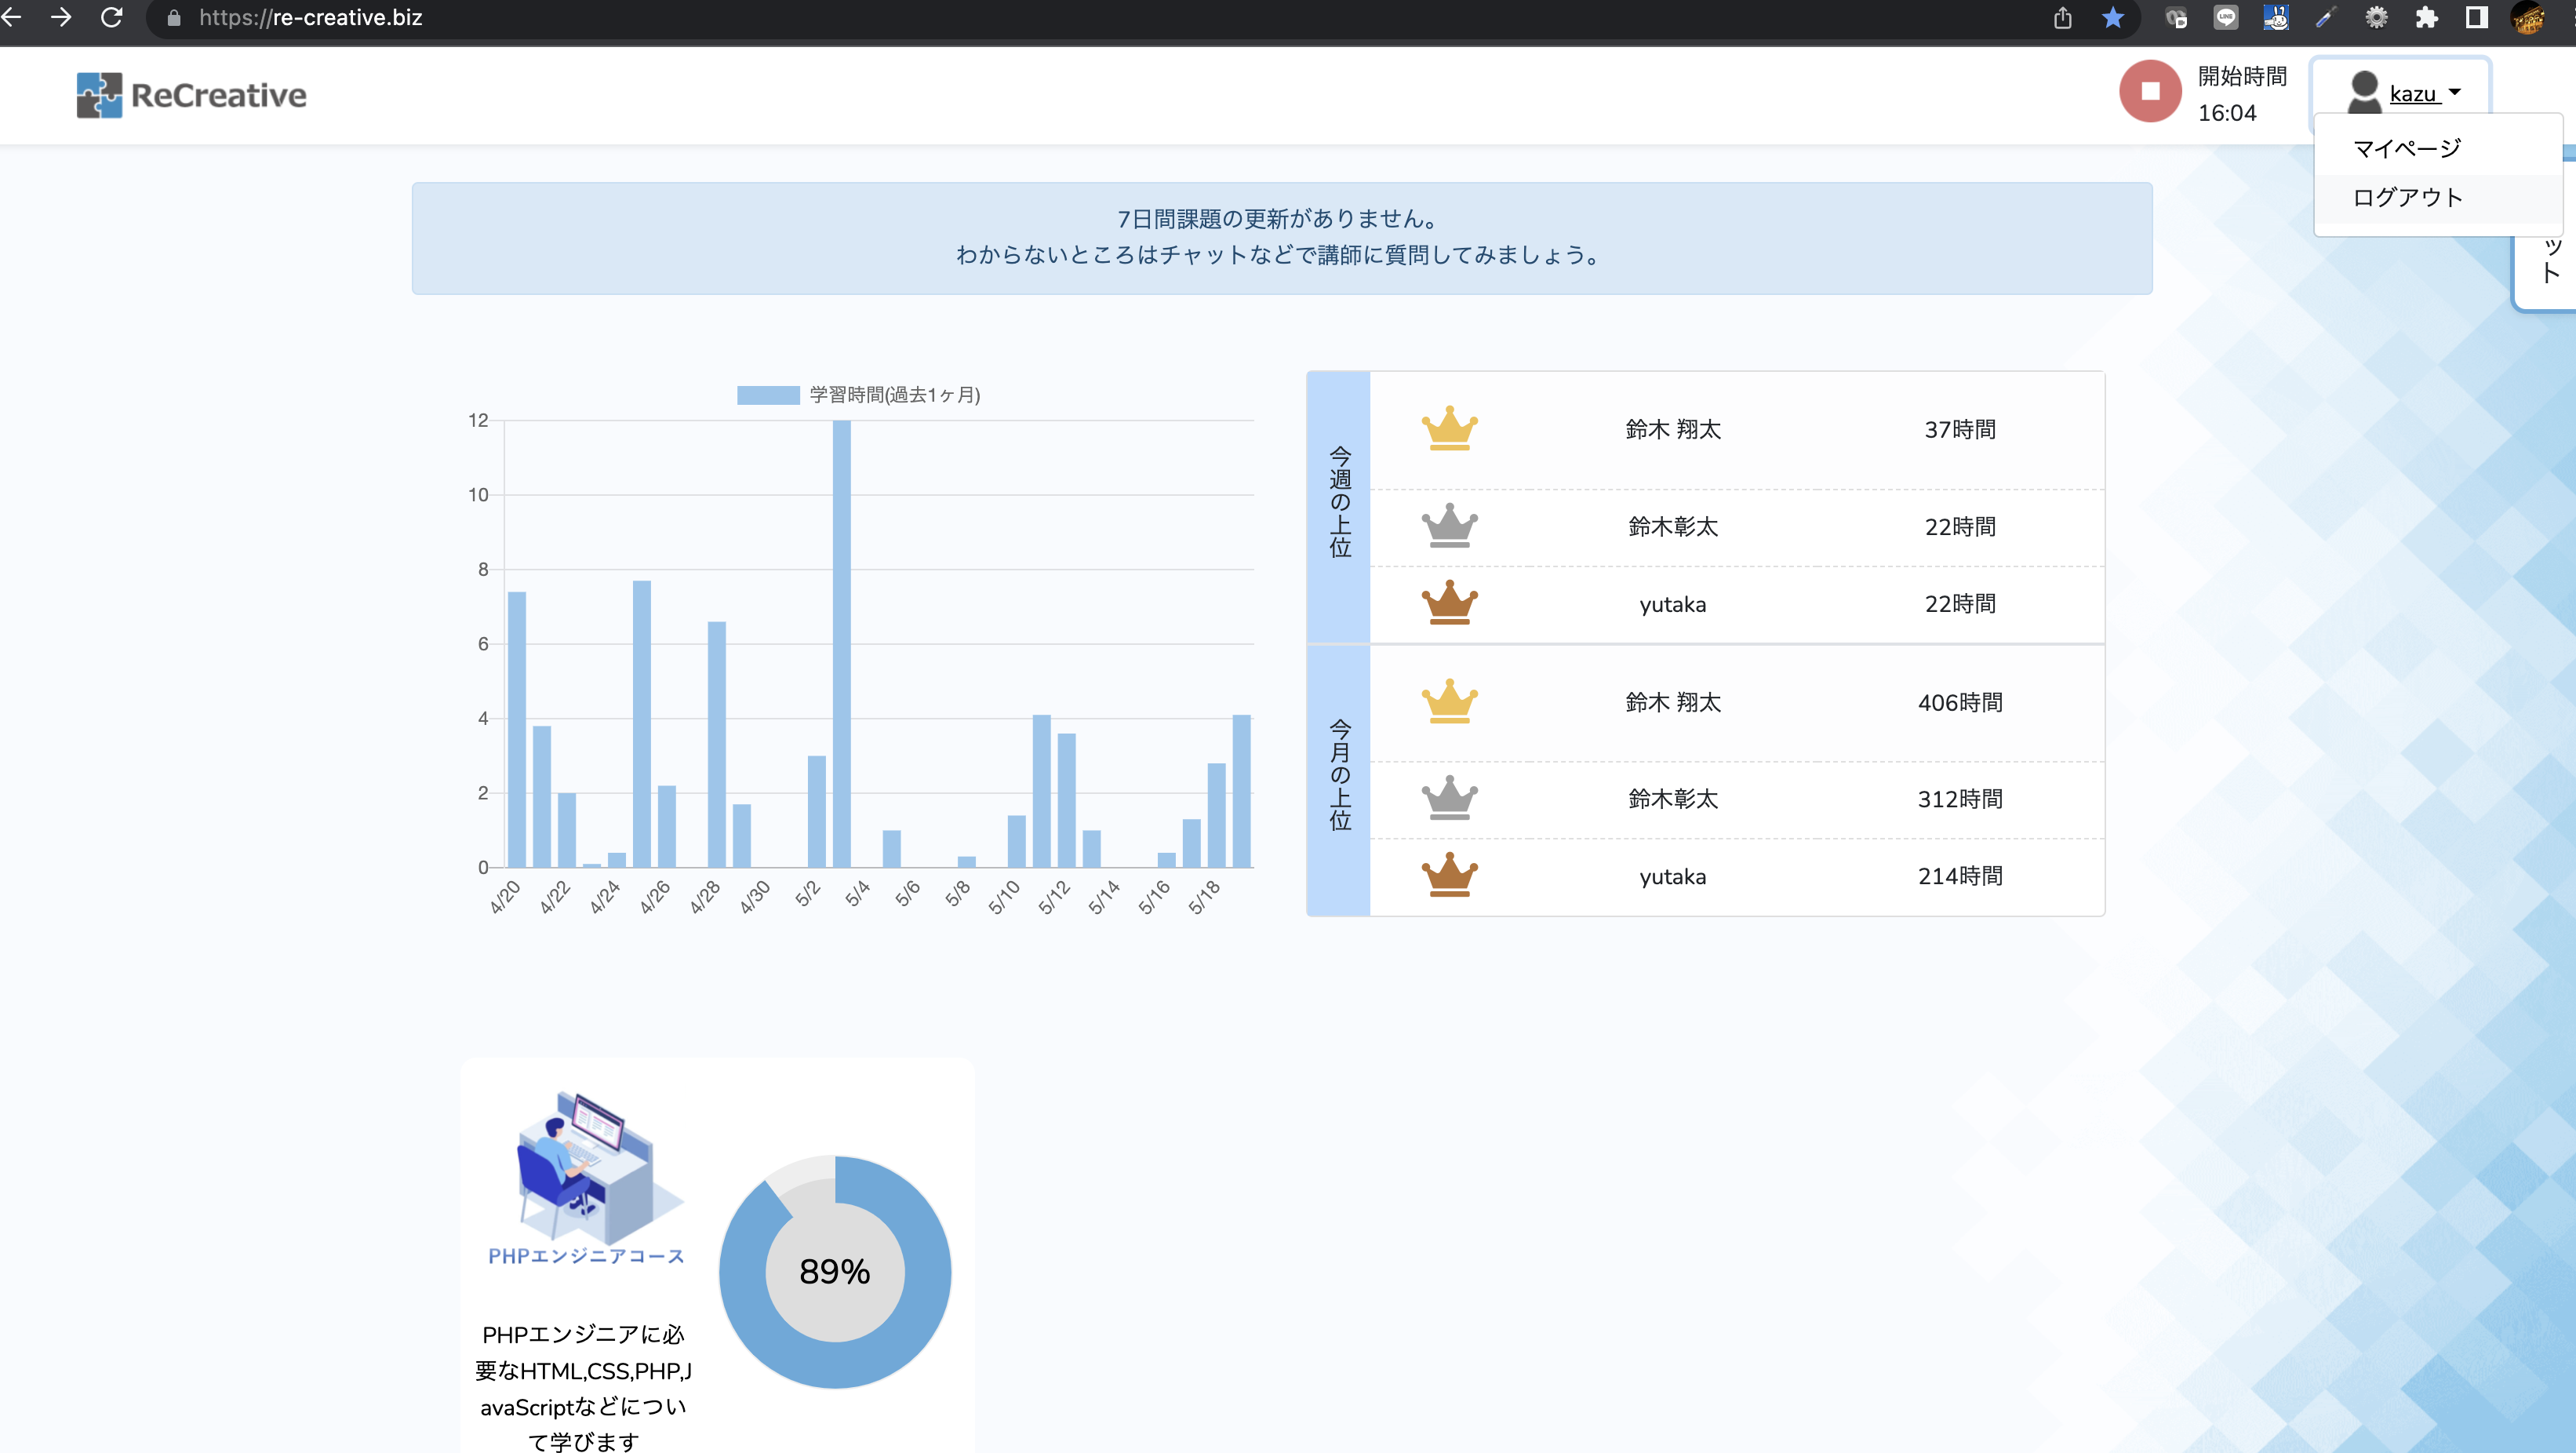 https://re-creative.biz
ReCreative
開始時間
16:04
kazu
マイページ
ログアウト
ット
7日間課題の更新がありません。
わからないところはチャットなどで講師に質問してみましょう。
学習時間(過去1ヶ月)
12
10
8
6
4
2
0
4/20
4/22
4/24
4/26
4/28
4/30
5/2
5/4
5/6
5/8
5/10
5/12
5/14
5/16
5/18
今週の上位
鈴木 翔太 37時間
鈴木彰太 22時間
yutaka 22時間
今月の上位
鈴木 翔太 406時間
鈴木彰太 312時間
yutaka 214時間
PHPエンジニアコース
89%
PHPエンジニアに必
要なHTML,CSS,PHP,J
avaScriptなどについ
て学びます